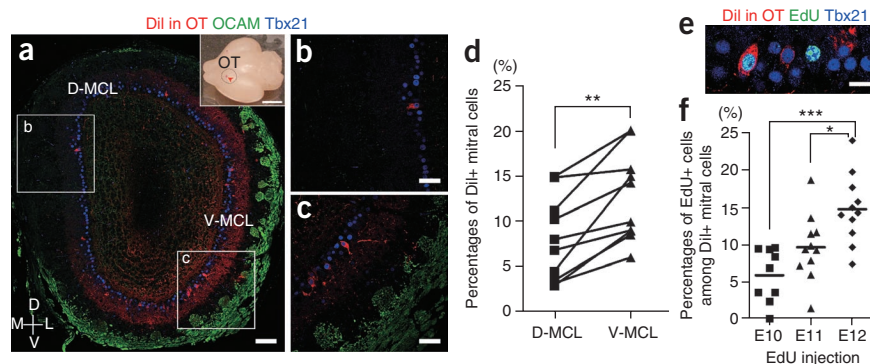 DiI in OT OCAM Tbx21
a
OT
D-MCL
b
V-MCL
c
D
M L
V
b
c
d
(%)
Percentages of DiI+ mitral cells
25
20
15
10
5
0
**
D-MCL V-MCL
e
DiI in OT EdU Tbx21
f
(%)
Percentages of EdU+ cells
among DiI+ mitral cells
25
20
15
10
5
0
***
*
E10 E11 E12
EdU injection